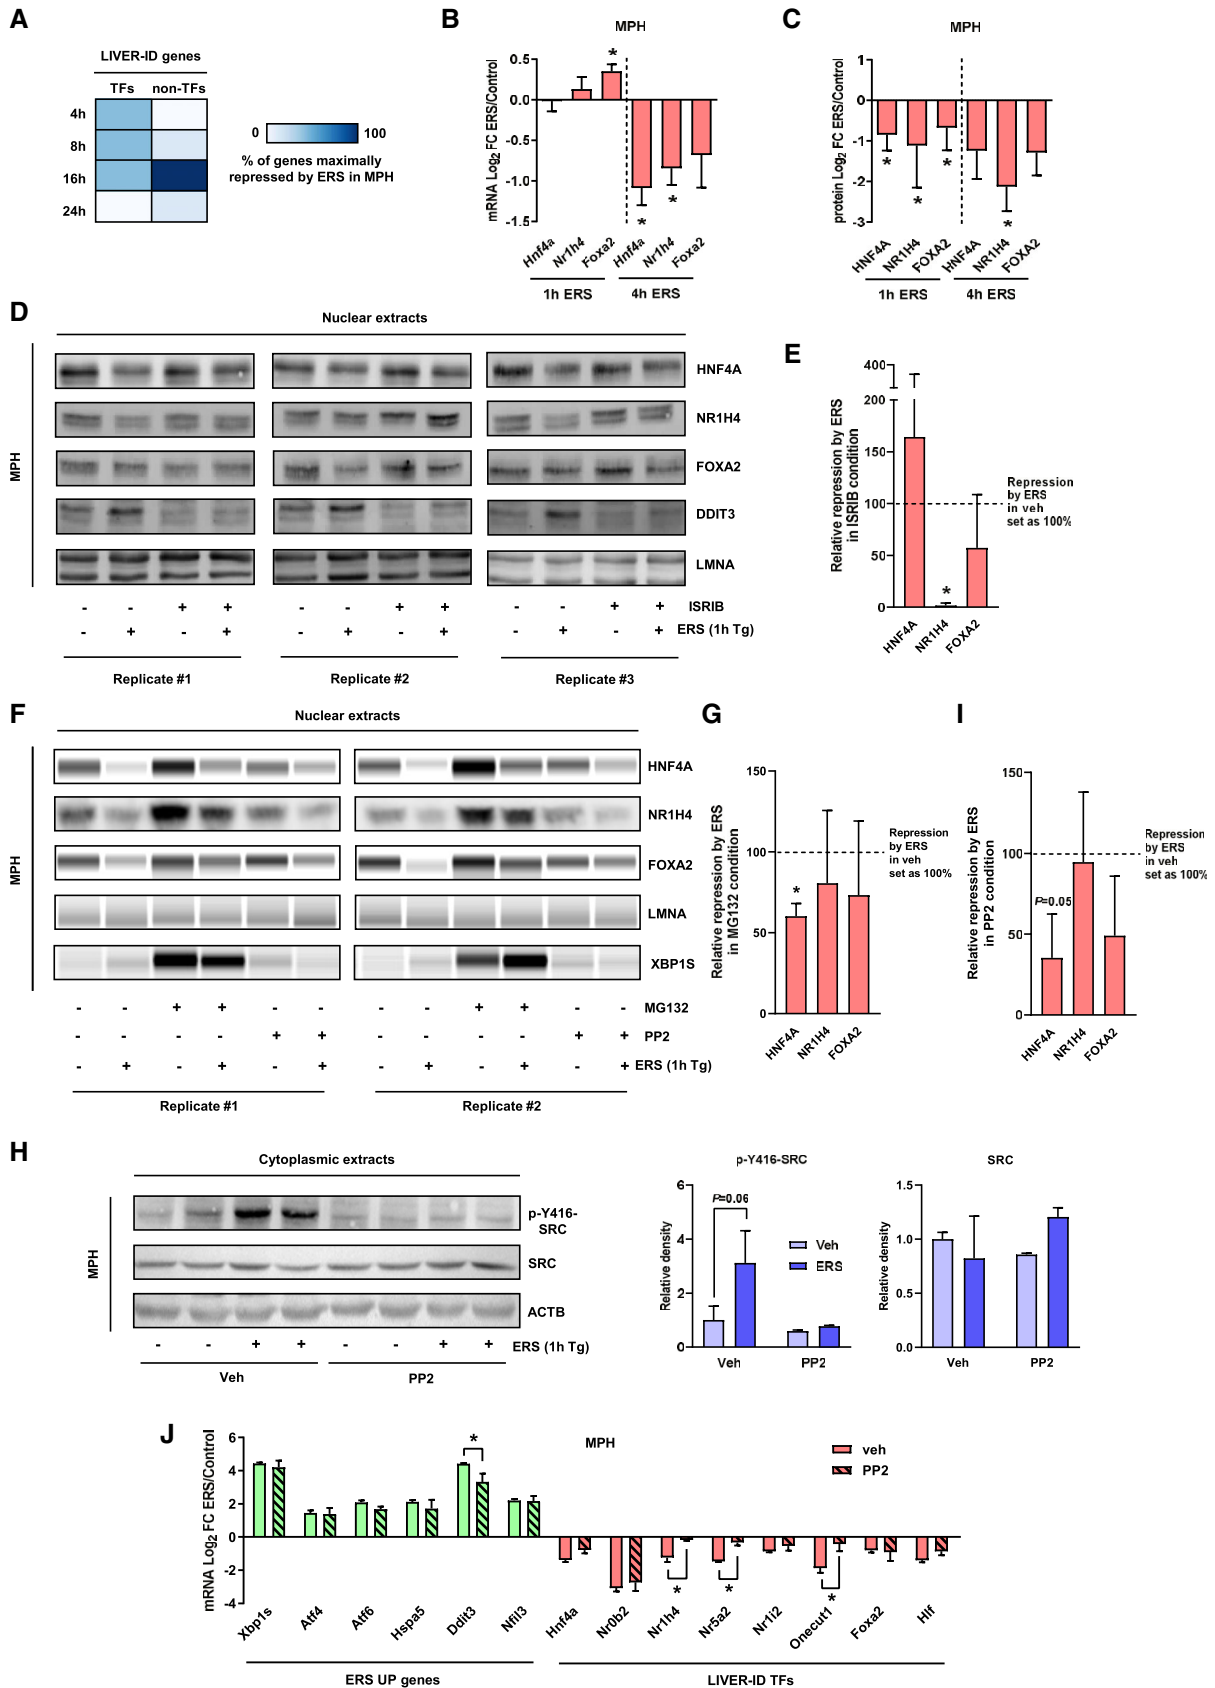 A
LIVER-ID genes
TFs non-TFs
4h
8h
16h
24h
0 100
% of genes maximally
repressed by ERS in MPH
B
MPH
mRNA Log2 FC ERS/Control
0.5
0.0
-0.5
-1.0
-1.5
*
*
*
Hnf4a Nr1h4 Foxa2 Hnf4a Nr1h4 Foxa2
1h ERS 4h ERS
C
MPH
protein Log2 FC ERS/Control
1
0
-1
-2
-3
* * * *
HNF4A NR1H4 FOXA2 HNF4A NR1H4 FOXA2
1h ERS 4h ERS
D
Nuclear extracts
MPH
HNF4A
NR1H4
FOXA2
DDIT3
LMNA
- - + + - - + + - - + + ISRIB
- + - + - + - + - + - + ERS (1h Tg)
Replicate #1 Replicate #2 Replicate #3
E
Relative repression by ERS
in ISRIB condition
400
200
150
100
50
0
*
Repression
by ERS
in veh
set as 100%
HNF4A NR1H4 FOXA2
F
Nuclear extracts
MPH
HNF4A
NR1H4
FOXA2
LMNA
XBP1S
- - + + - - - - + + - - MG132
- - - - + + - - - - + + PP2
- + - + - + - + - + - + ERS (1h Tg)
Replicate #1 Replicate #2
G
Relative repression by ERS
in MG132 condition
150
100
50
0
*
Repression
by ERS
in veh
set as 100%
HNF4A NR1H4 FOXA2
I
Relative repression by ERS
in PP2 condition
150
100
50
0
P=0.05
Repression
by ERS
in veh
set as 100%
HNF4A NR1H4 FOXA2
H
Cytoplasmic extracts
MPH
p-Y416-
SRC
SRC
ACTB
- - + + - - + + ERS (1h Tg)
Veh PP2
p-Y416-SRC
Relative density
6
4
2
0
P=0.06
Veh
ERS
Veh PP2
SRC
Relative density
1.5
1.0
0.5
0.0
Veh PP2
J
MPH
mRNA Log2 FC ERS/Control
6
4
2
0
-2
-4
*
veh
PP2
* * *
Xbp1s Atf4 Atf6 Hspa5 Ddit3 Nfil3 Hnf4a Nr0b2 Nr1h4 Nr5a2 Nr1i2 Onecut1 Foxa2 Hlf
ERS UP genes LIVER-ID TFs